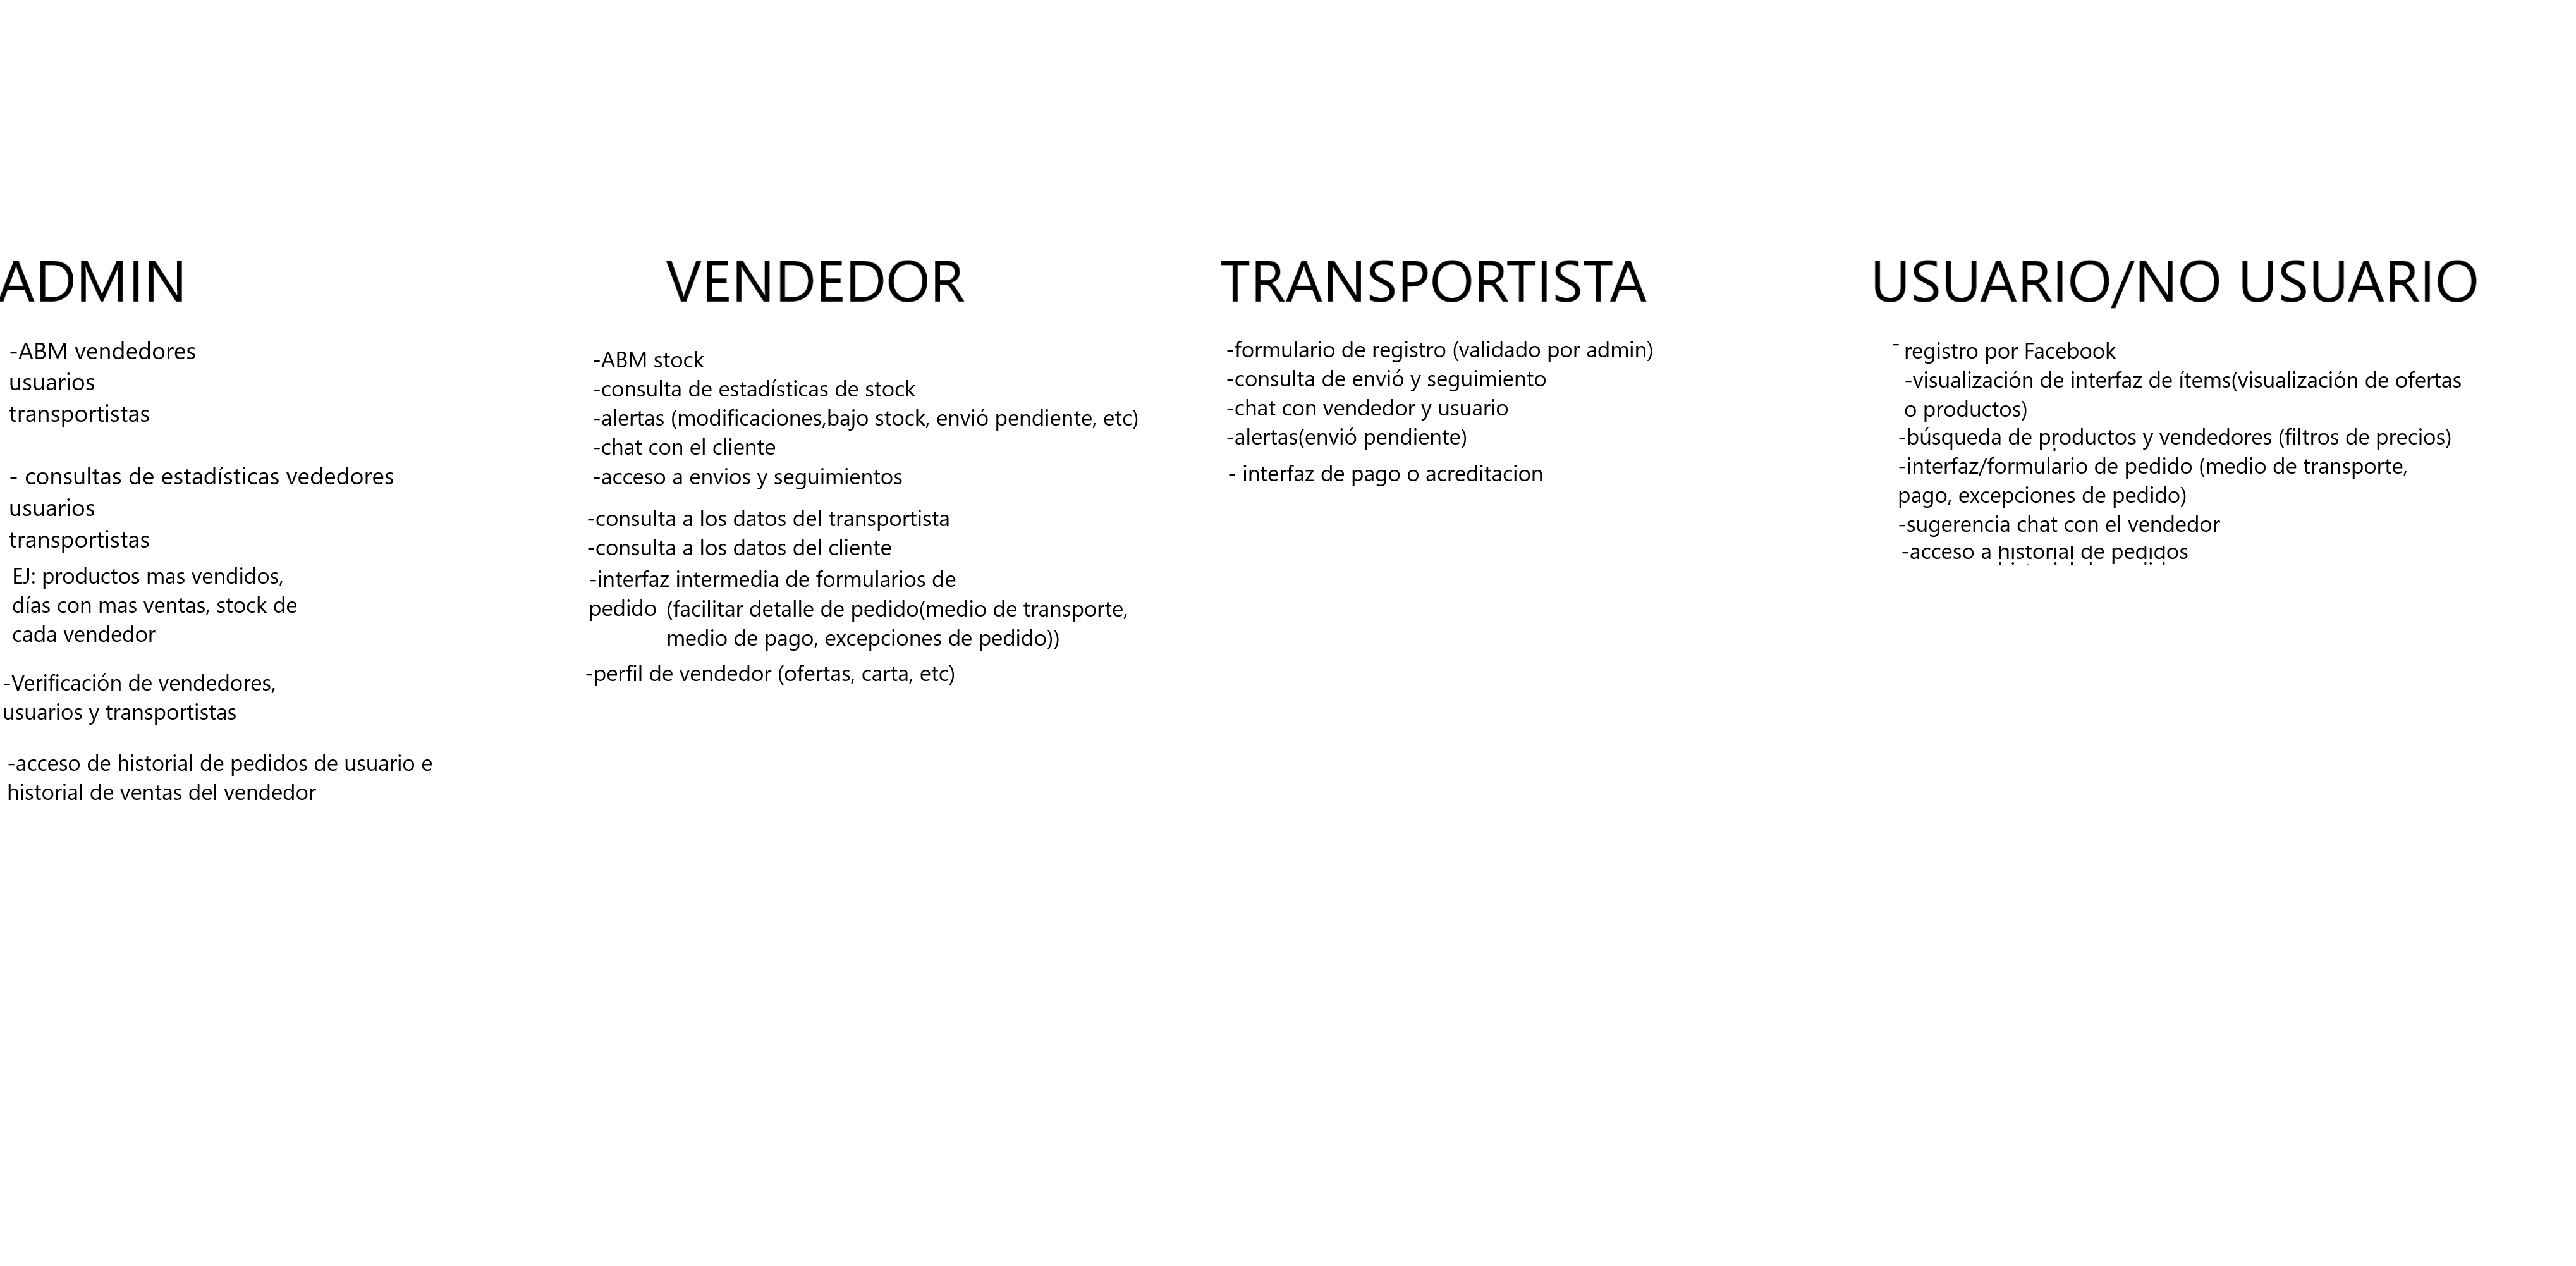 ADMIN
-ABM vendedores
usuarios
transportistas
- consultas de estadísticas vededores
usuarios
transportistas
EJ: productos mas vendidos,
días con mas ventas, stock de
cada vendedor
-Verificación de vendedores,
usuarios y transportistas
-acceso de historial de pedidos de usuario e
historial de ventas del vendedor
VENDEDOR
-ABM stock
-consulta de estadísticas de stock
-alertas (modificaciones,bajo stock, envió pendiente, etc)
-chat con el cliente
-acceso a envios y seguimientos
-consulta a los datos del transportista
-consulta a los datos del cliente
-interfaz intermedia de formularios de
pedido (facilitar detalle de pedido(medio de transporte,
medio de pago, excepciones de pedido))
-perfil de vendedor (ofertas, carta, etc)
TRANSPORTISTA
-formulario de registro (validado por admin)
-consulta de envió y seguimiento
-chat con vendedor y usuario
-alertas(envió pendiente)
- interfaz de pago o acreditacion
USUARIO/NO USUARIO
- registro por Facebook
-visualización de interfaz de ítems(visualización de ofertas
o productos)
-búsqueda de productos y vendedores (filtros de precios)
-interfaz/formulario de pedido (medio de transporte,
pago, excepciones de pedido)
-sugerencia chat con el vendedor
-acceso a historial de pedidos